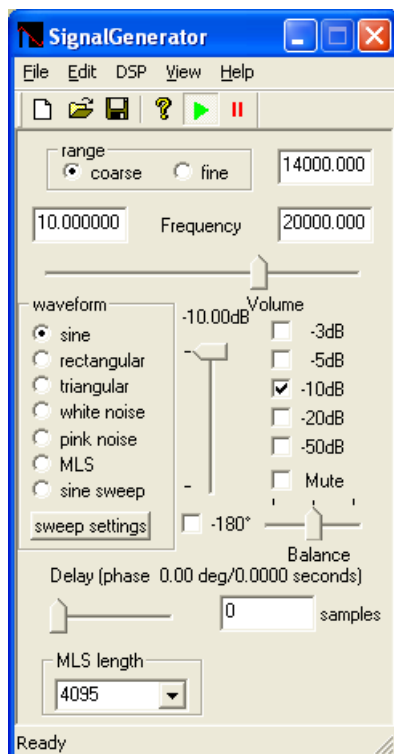 SignalGenerator
File Edit DSP View Help
range
coarse fine 14000.000
10.000000 Frequency 20000.000
waveform
sine
rectangular
triangular
white noise
pink noise
MLS
sine sweep
sweep settings
-10.00dB
Volume
-3dB
-5dB
-10dB
-20dB
-50dB
Mute
-180°
Balance
Delay (phase 0.00 deg/0.0000 seconds)
0 samples
MLS length
4095
Ready